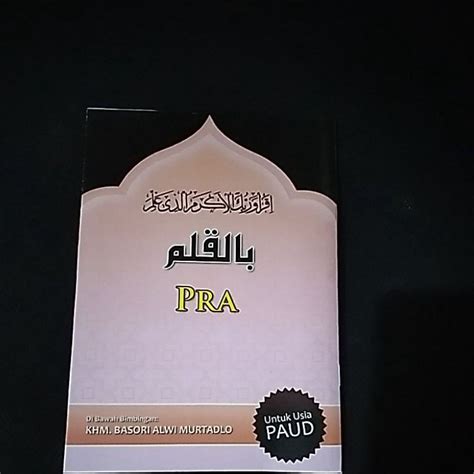 اقرأ وربك الأكرم الذي علم
بالقلم
PRA
Di Bawah Bimbingan:
KHM. BASORI ALWI MURTADLO
Untuk Usia
PAUD